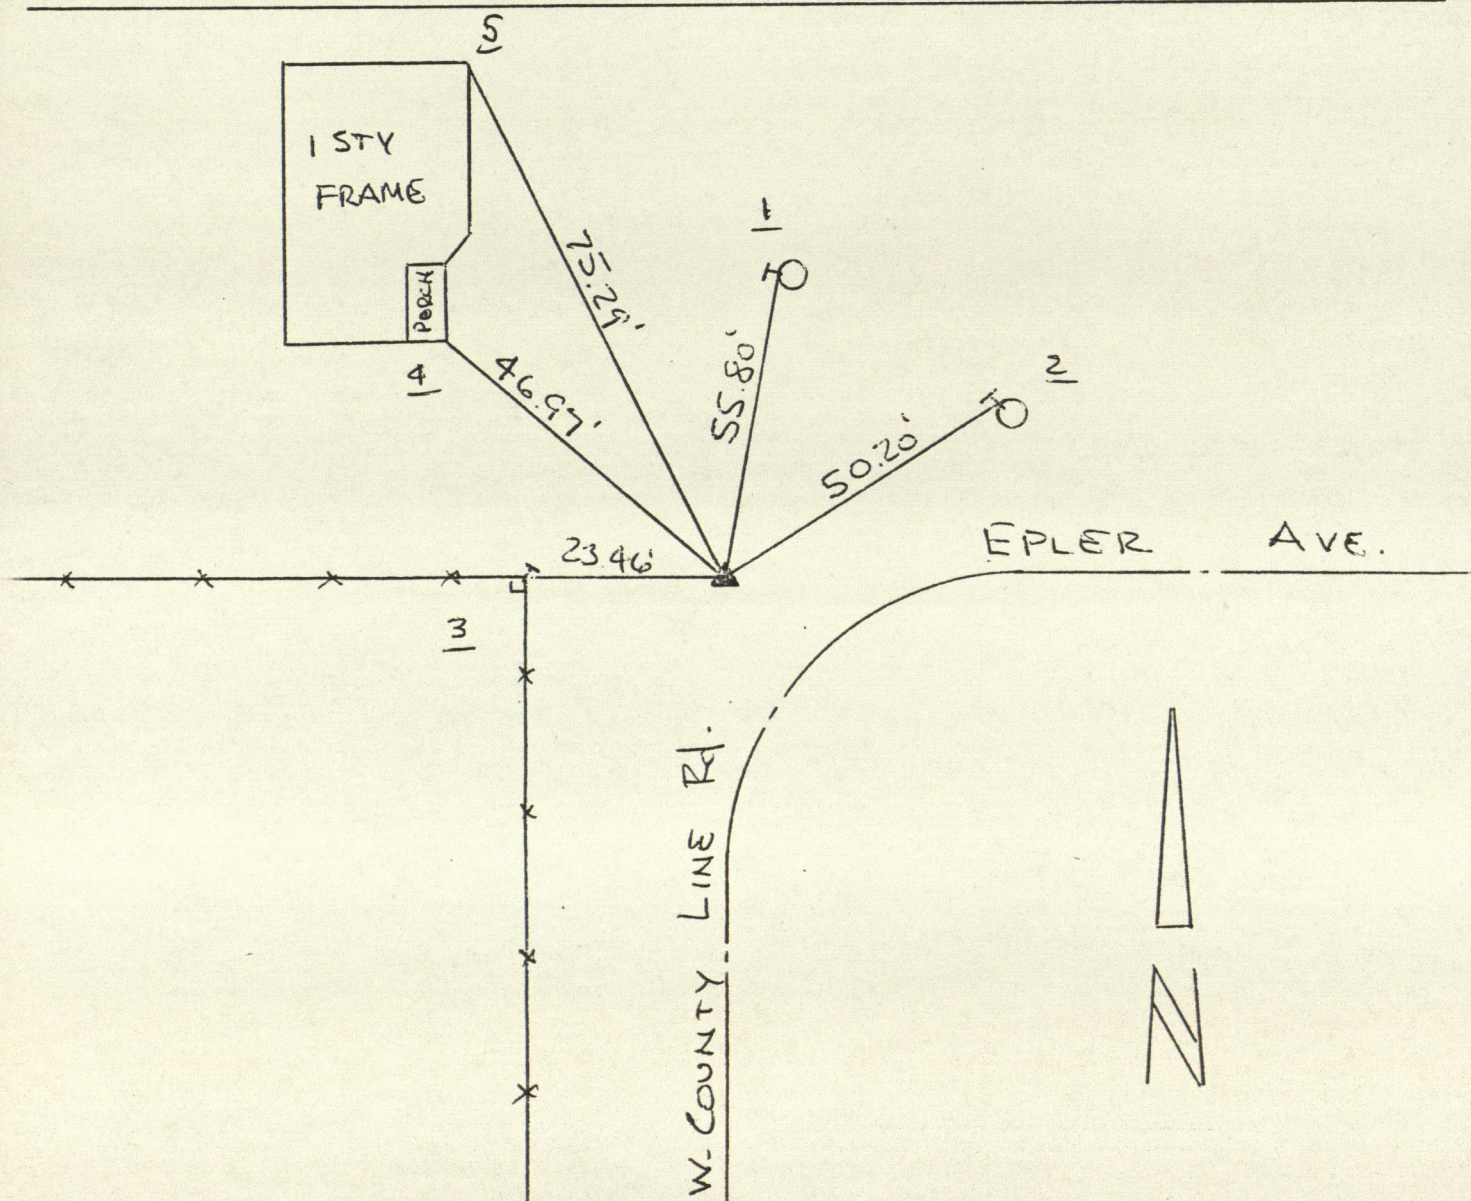 5
1 STY
FRAME
PORCH
4
75.29'
46.97'
1
55.80'
2
50.20'
EPLER AVE.
23.46'
3
W. COUNTY LINE Rd.
N